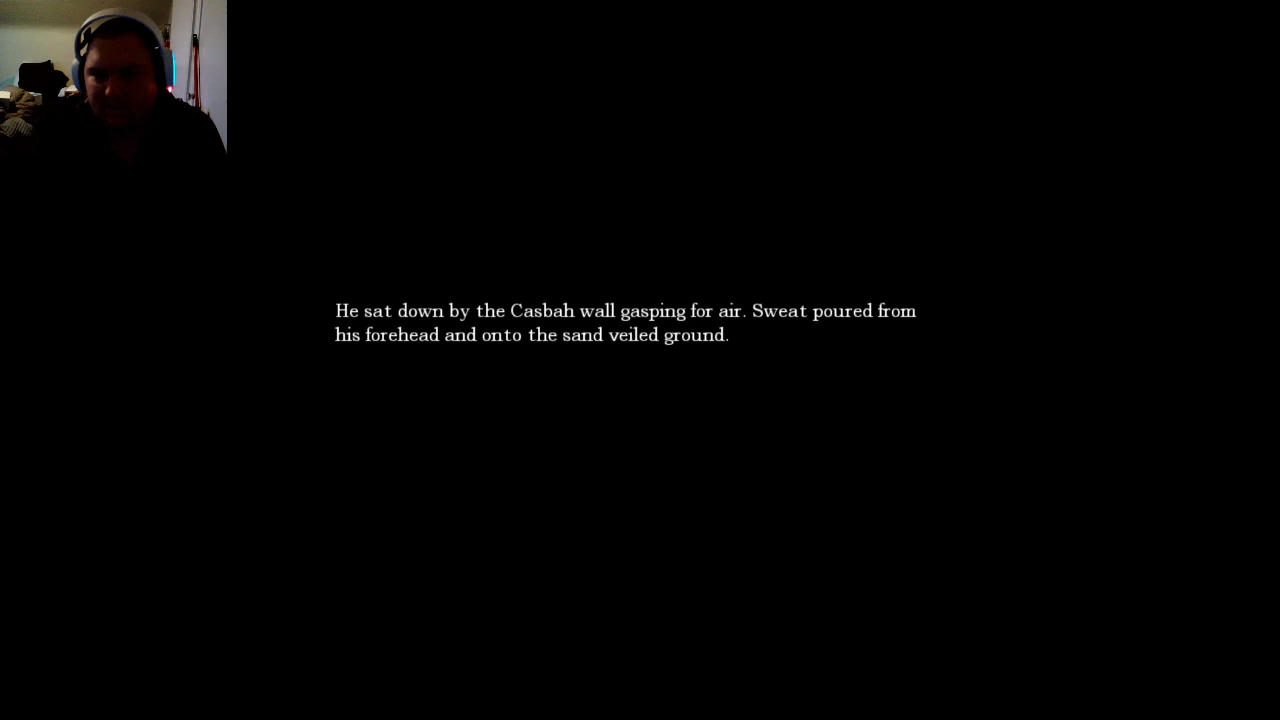 He sat down by the Casbah wall gasping for air. Sweat poured from
his forehead and onto the sand veiled ground.